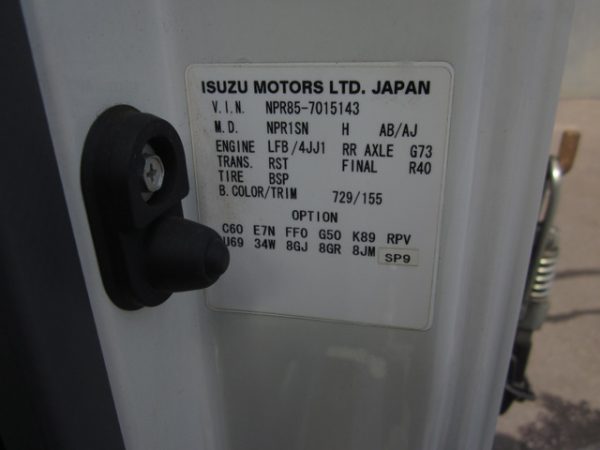 ISUZU MOTORS LTD. JAPAN
V.I.N. NPR85-7015143
M.D. NPR1SN H AB/AJ
ENGINE LFB/4JJ1 RR AXLE G73
TRANS. RST FINAL R40
TIRE BSP
B.COLOR/TRIM 729/155
OPTION
C60 E7N FF0 G50 K89 RPV
U69 34W 8GJ 8GR 8JM SP9